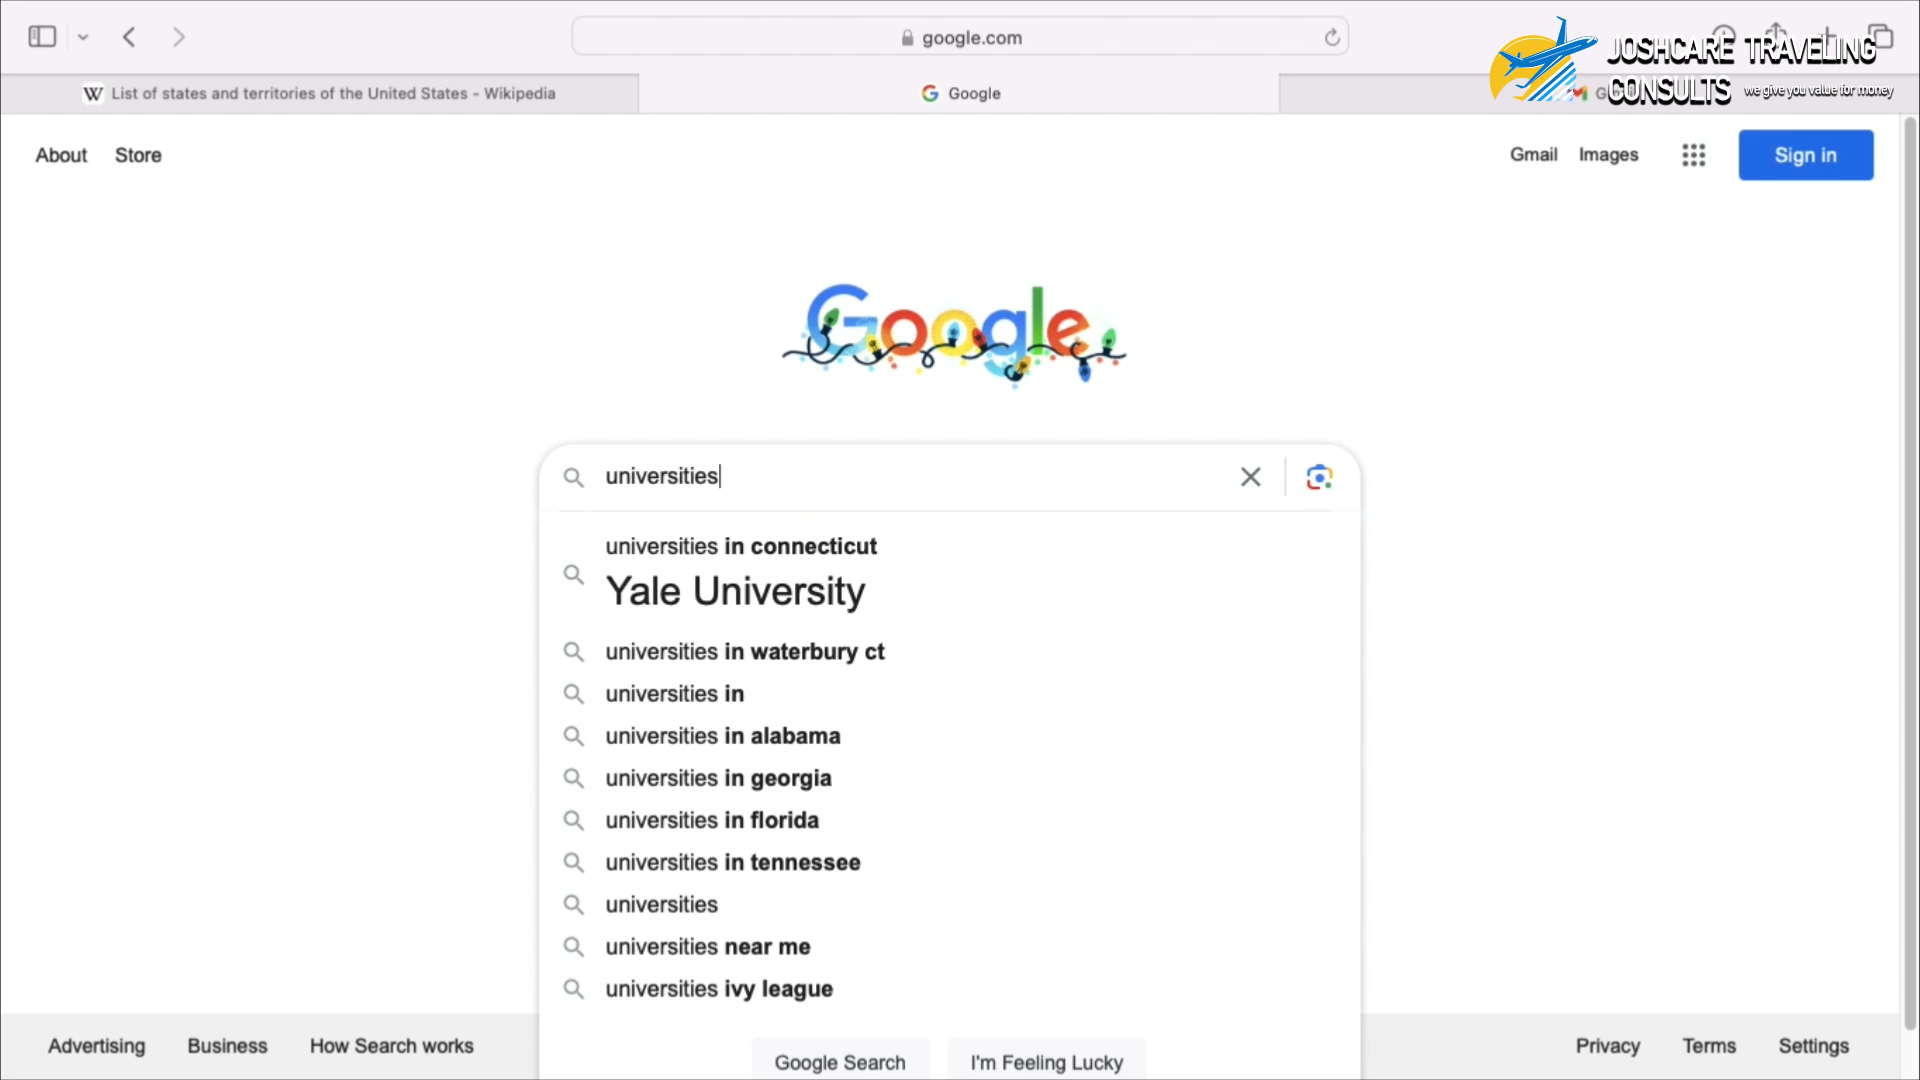 google.com
JOSHCARE TRAVELING
CONSULTS we give you value for money
W List of states and territories of the United States - Wikipedia
Google
About Store
Gmail Images
Sign in
Google
universities
universities in connecticut
Yale University
universities in waterbury ct
universities in
universities in alabama
universities in georgia
universities in florida
universities in tennessee
universities
universities near me
universities ivy league
Google Search I'm Feeling Lucky
Advertising Business How Search works
Privacy Terms Settings